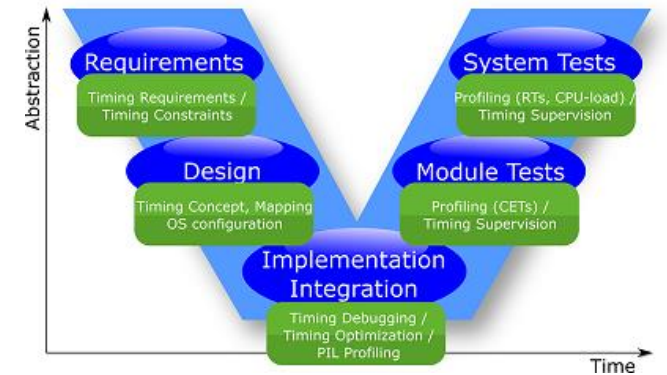 Abstraction
Requirements
Timing Requirements /
Timing Constraints
System Tests
Profiling (RTs, CPU-load) /
Timing Supervision
Design
Timing Concept, Mapping
OS configuration
Module Tests
Profiling (CETs) /
Timing Supervision
Implementation
Integration
Timing Debugging /
Timing Optimization /
PIL Profiling
Time